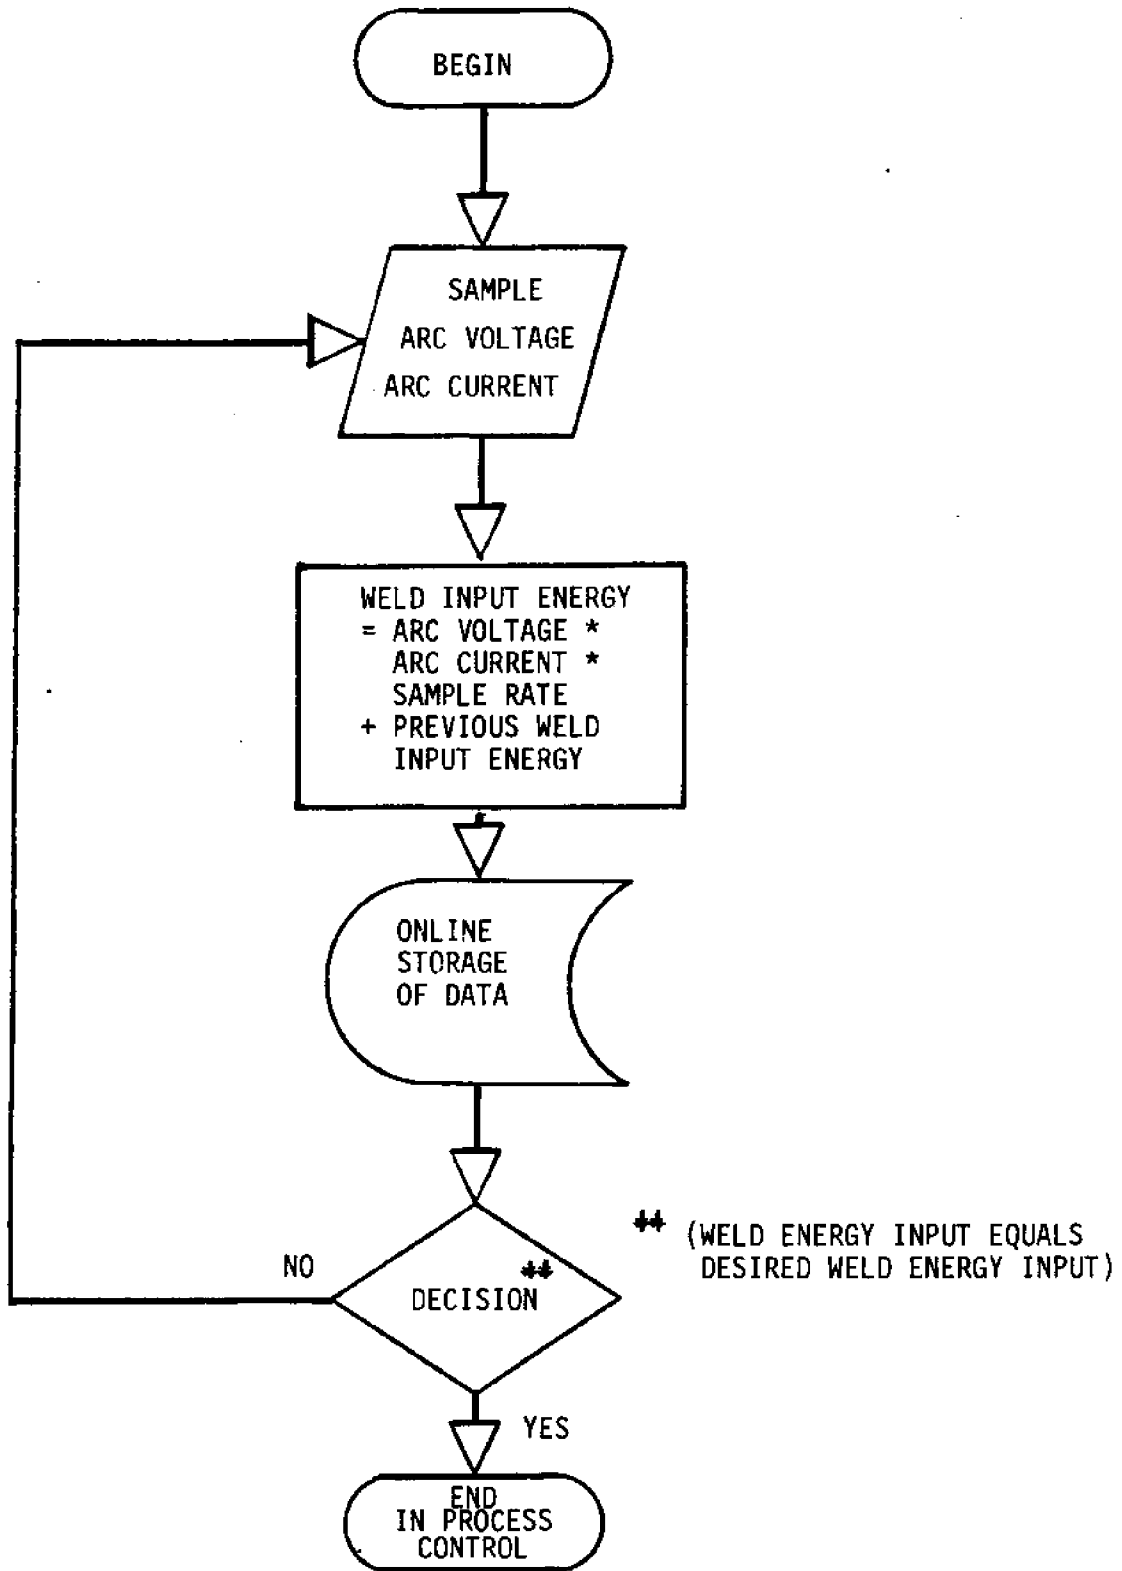 BEGIN
SAMPLE
ARC VOLTAGE
ARC CURRENT
WELD INPUT ENERGY
= ARC VOLTAGE *
ARC CURRENT *
SAMPLE RATE
+ PREVIOUS WELD
INPUT ENERGY
ONLINE
STORAGE
OF DATA
** (WELD ENERGY INPUT EQUALS
DESIRED WELD ENERGY INPUT)
NO
**
DECISION
YES
END
IN PROCESS
CONTROL